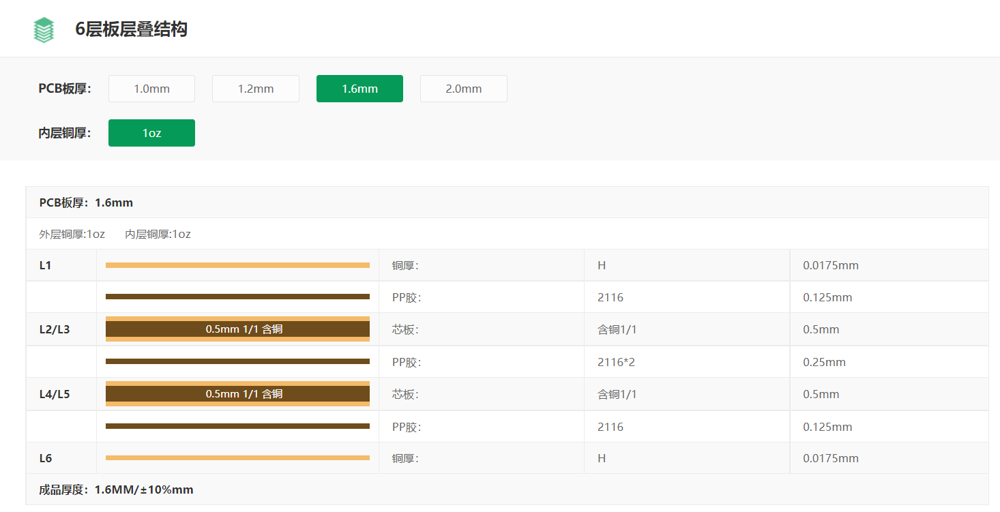 6层板层叠结构
PCB板厚： 1.0mm 1.2mm 1.6mm 2.0mm
内层铜厚： 1oz
PCB板厚：1.6mm
外层铜厚:1oz 内层铜厚:1oz
L1 铜厚： H 0.0175mm
PP胶： 2116 0.125mm
L2/L3 0.5mm 1/1 含铜 芯板： 含铜1/1 0.5mm
PP胶： 2116*2 0.25mm
L4/L5 0.5mm 1/1 含铜 芯板： 含铜1/1 0.5mm
PP胶： 2116 0.125mm
L6 铜厚： H 0.0175mm
成品厚度：1.6MM/±10%mm